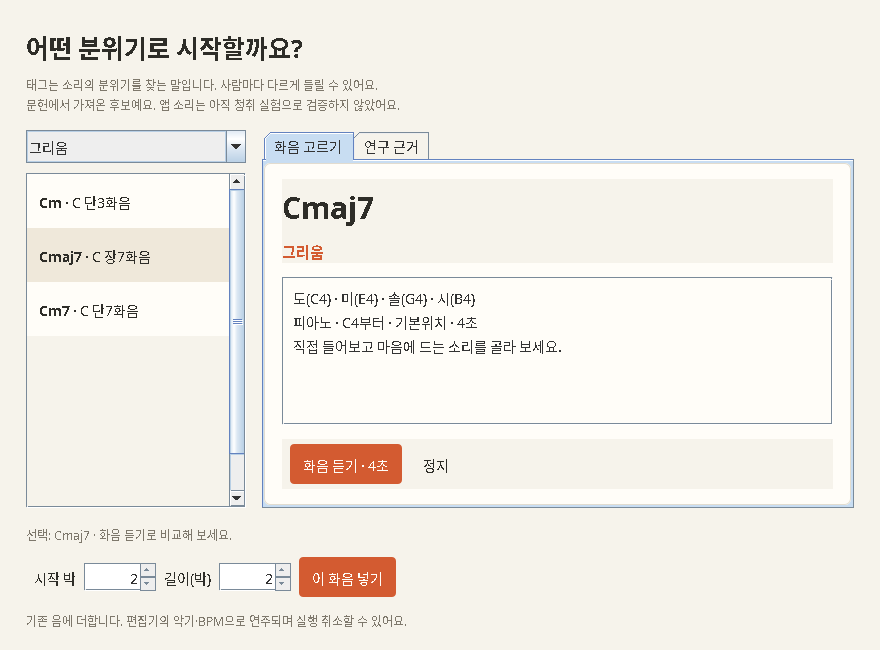 어떤 분위기로 시작할까요?
태그는 소리의 분위기를 찾는 말입니다. 사람마다 다르게 들릴 수 있어요.
문헌에서 가져온 후보예요. 앱 소리는 아직 청취 실험으로 검증하지 않았어요.
그리움
화음 고르기
연구 근거
Cm · C 단3화음
Cmaj7 · C 장7화음
Cm7 · C 단7화음
Cmaj7
그리움
도(C4) · 미(E4) · 솔(G4) · 시(B4)
피아노 · C4부터 · 기본위치 · 4초
직접 들어보고 마음에 드는 소리를 골라 보세요.
화음 듣기 · 4초
정지
선택: Cmaj7 · 화음 듣기로 비교해 보세요.
시작 박 2 길이(박) 2 이 화음 넣기
기존 음에 더합니다. 편집기의 악기·BPM으로 연주되며 실행 취소할 수 있어요.